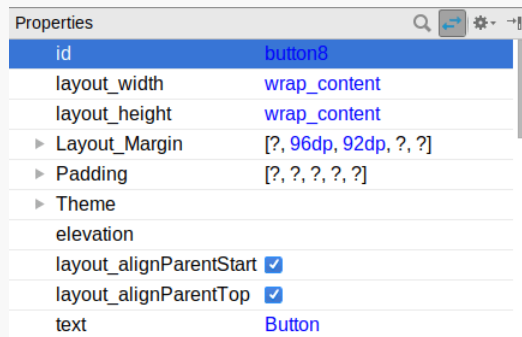 Properties
id button8
layout_width wrap_content
layout_height wrap_content
Layout_Margin [?, 96dp, 92dp, ?, ?]
Padding [?, ?, ?, ?, ?]
Theme
elevation
layout_alignParentStart
layout_alignParentTop
text Button